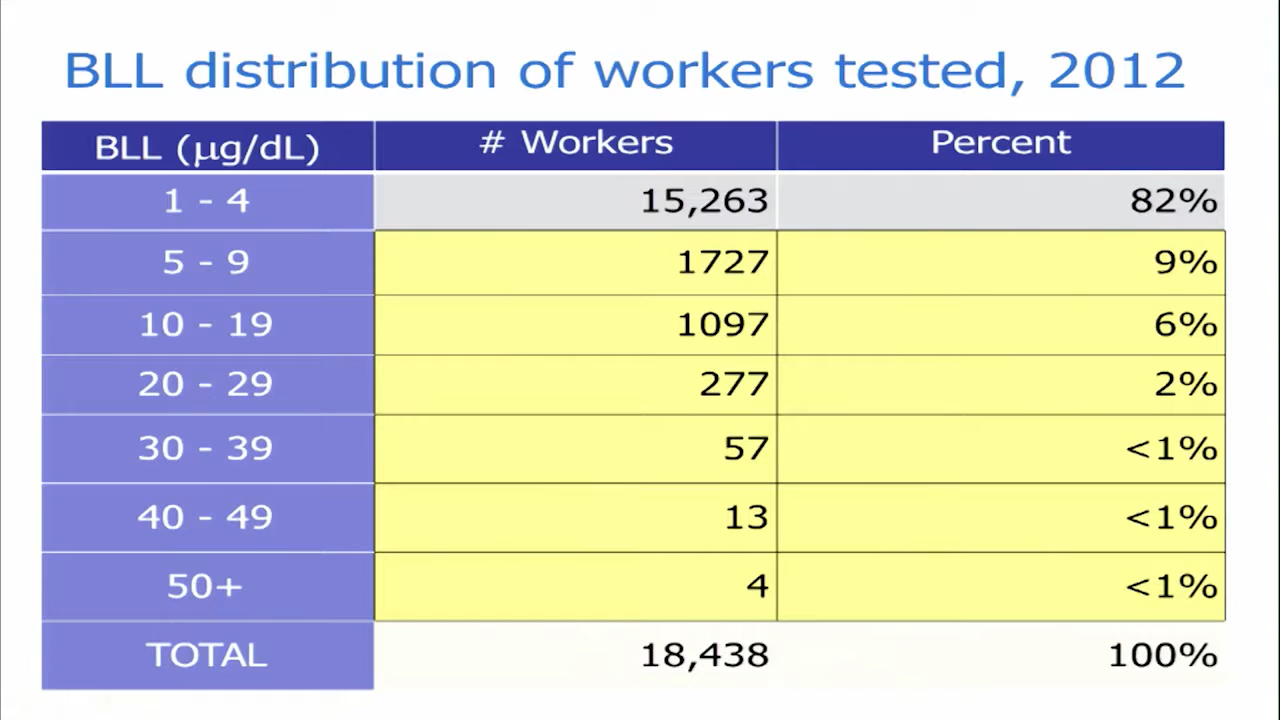 BLL distribution of workers tested, 2012
BLL (µg/dL) # Workers Percent
1 - 4 15,263 82%
5 - 9 1727 9%
10 - 19 1097 6%
20 - 29 277 2%
30 - 39 57 <1%
40 - 49 13 <1%
50+ 4 <1%
TOTAL 18,438 100%